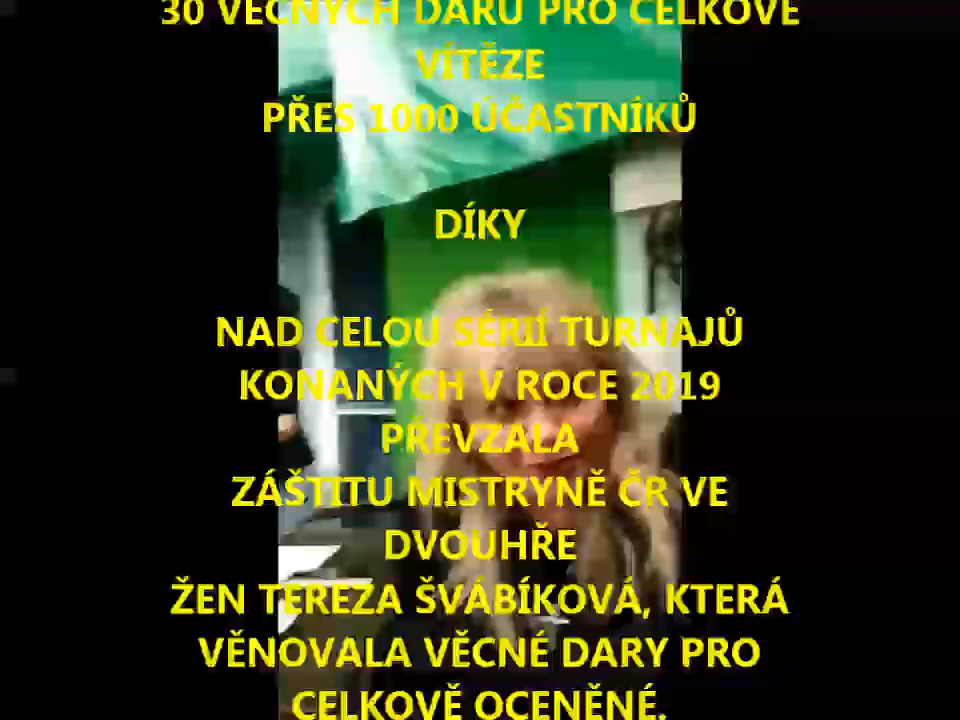 30 VĚCNÝCH DARŮ PRO CELKOVÉ
VÍTĚZE
PŘES 1000 ÚČASTNÍKŮ
DÍKY
NAD CELOU SÉRIÍ TURNAJŮ
KONANÝCH V ROCE 2019
PŘEVZALA
ZÁŠTITU MISTRYNĚ ČR VE
DVOUHŘE
ŽEN TEREZA ŠVÁBÍKOVÁ, KTERÁ
VĚNOVALA VĚCNÉ DARY PRO
CELKOVĚ OCENĚNÉ.